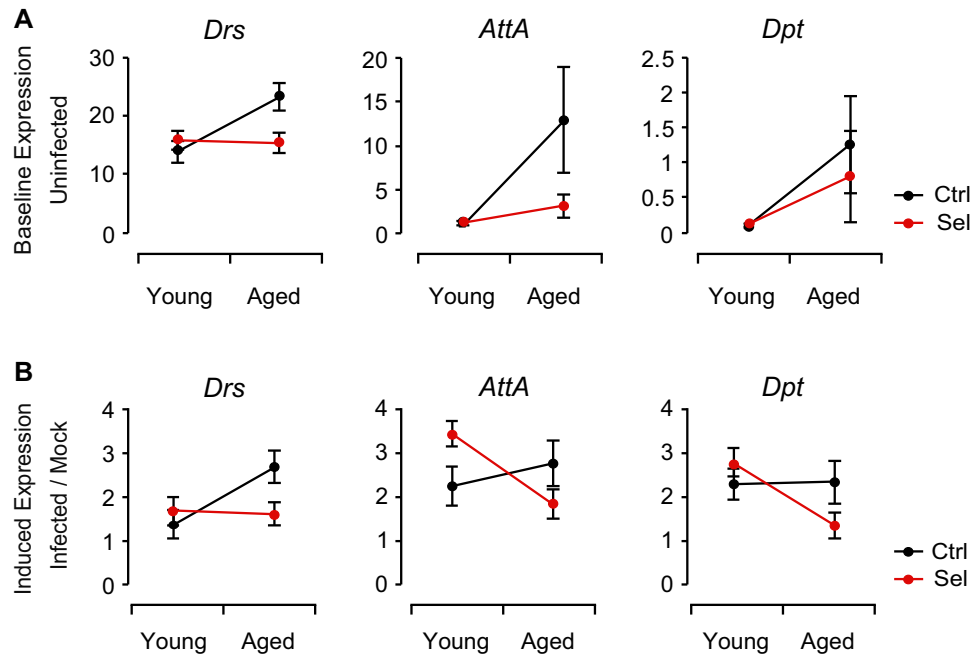 A
Drs
AttA
Dpt
Baseline Expression
Uninfected
30
20
10
0
20
15
10
5
0
2.5
2
1.5
1
0.5
0
Ctrl
Sel
Young Aged
Young Aged
Young Aged
B
Drs
AttA
Dpt
Induced Expression
Infected / Mock
4
3
2
1
0
4
3
2
1
0
4
3
2
1
0
Ctrl
Sel
Young Aged
Young Aged
Young Aged